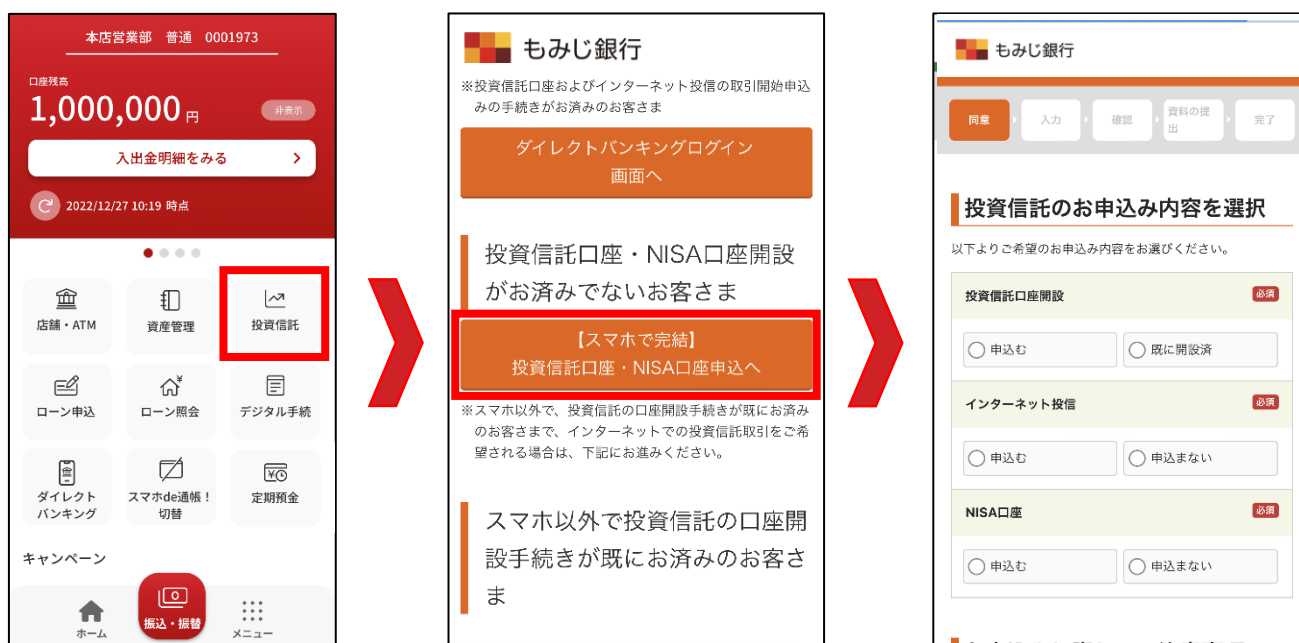 本店営業部 普通 0001973
口座残高
1,000,000 円
非表示
入出金明細をみる
2022/12/27 10:19 時点
店舗・ATM
資産管理
投資信託
ローン申込
ローン照会
デジタル手続
ダイレクト
バンキング
スマホde通帳！
切替
定期預金
キャンペーン
ホーム
振込・振替
メニュー
もみじ銀行
※投資信託口座およびインターネット投信の取引開始申込
みの手続きがお済みのお客さま
ダイレクトバンキングログイン
画面へ
投資信託口座・NISA口座開設
がお済みでないお客さま
【スマホで完結】
投資信託口座・NISA口座申込へ
※スマホ以外で、投資信託の口座開設手続きが既にお済み
のお客さまで、インターネットでの投資信託取引をご希
望される場合は、下記にお進みください。
スマホ以外で投資信託の口座開
設手続きが既にお済みのお客さ
ま
もみじ銀行
同意
入力
確認
資料の提
出
完了
投資信託のお申込み内容を選択
以下よりご希望のお申込み内容をお選びください。
投資信託口座開設 必須
申込む
既に開設済
インターネット投信 必須
申込む
申込まない
NISA口座 必須
申込む
申込まない